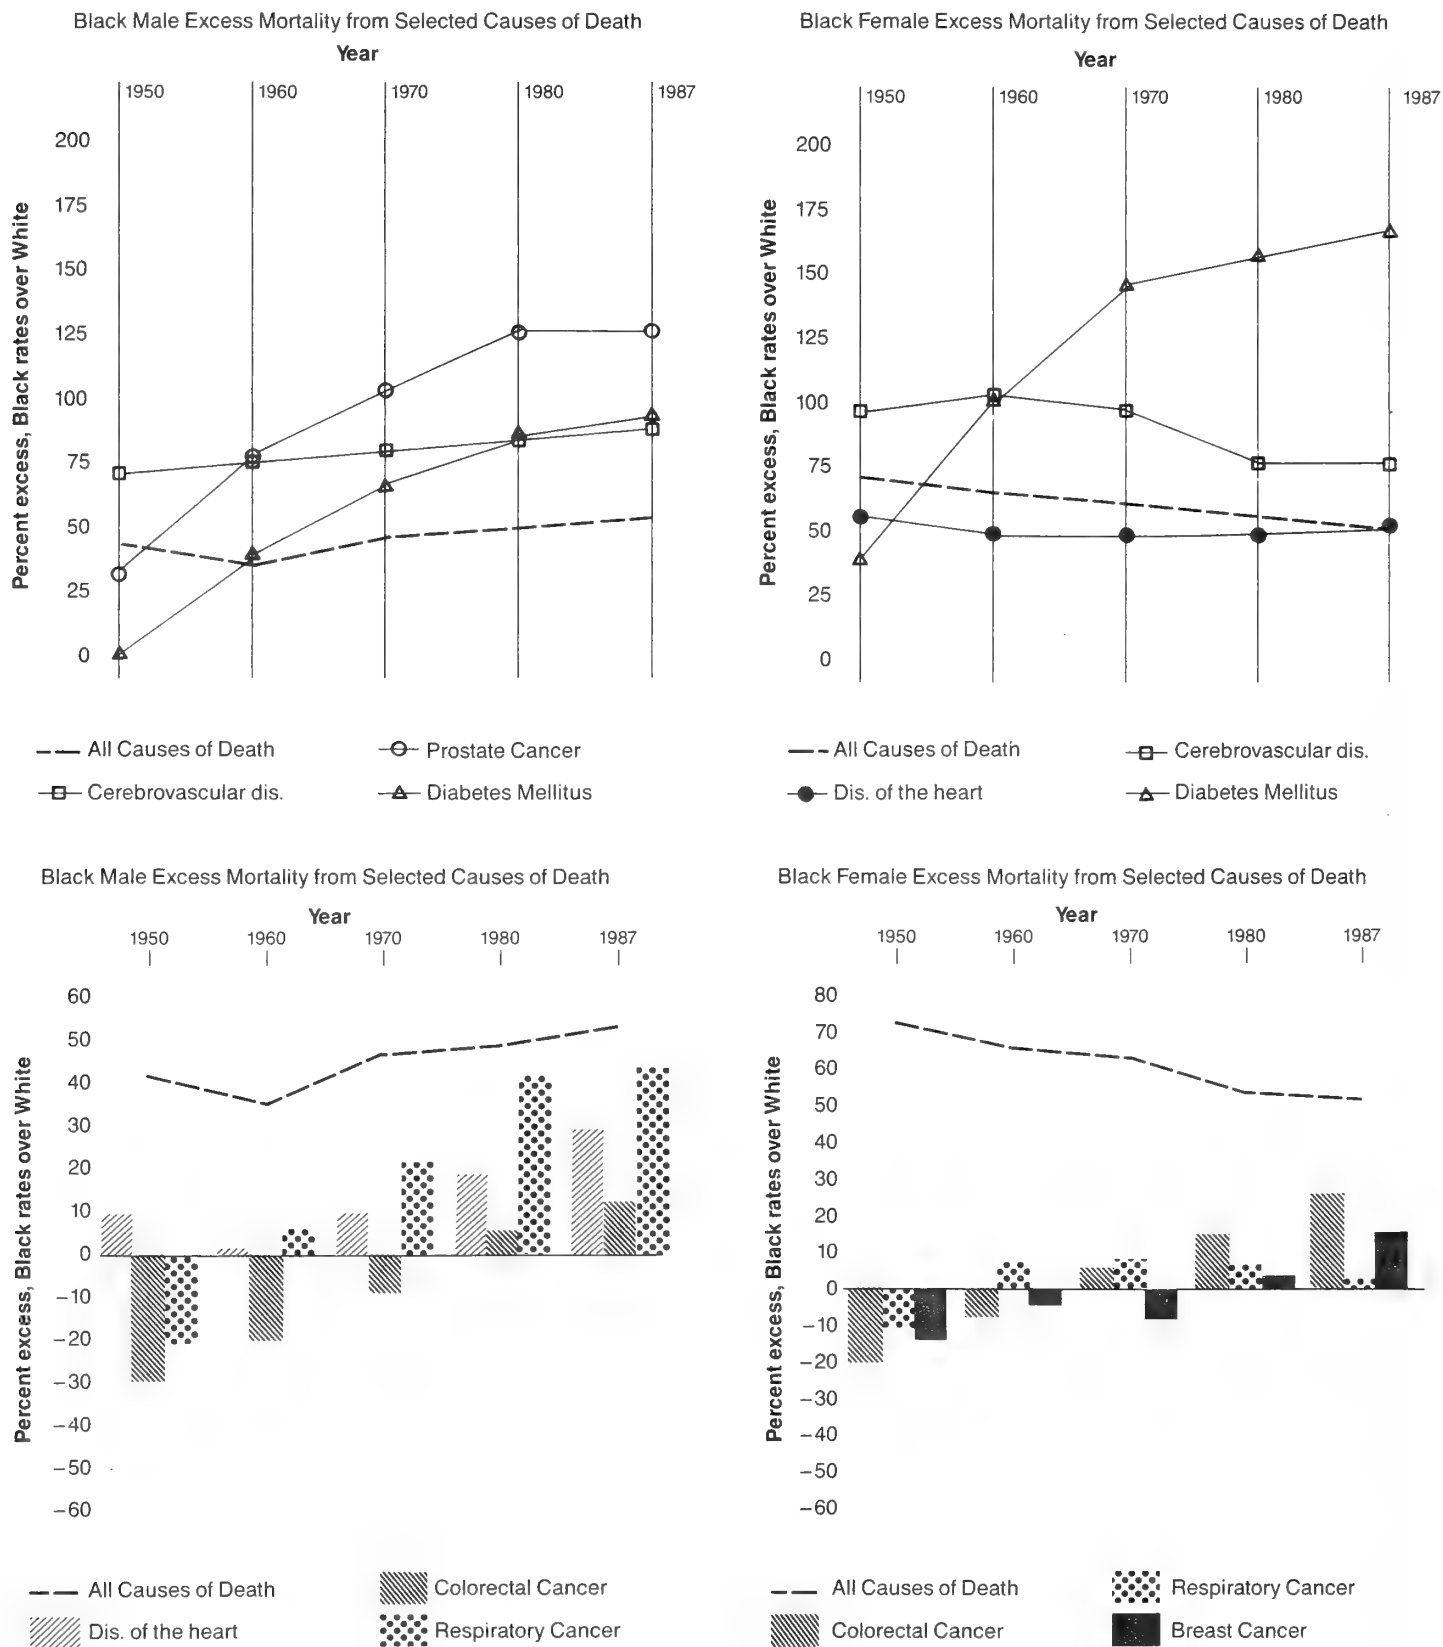 Black Male Excess Mortality from Selected Causes of Death
Year
1950 1960 1970 1980 1987
Percent excess, Black rates over White
200
175
150
125
100
75
50
25
0
All Causes of Death
Prostate Cancer
Cerebrovascular dis.
Diabetes Mellitus
Black Female Excess Mortality from Selected Causes of Death
Year
1950 1960 1970 1980 1987
Percent excess, Black rates over White
200
175
150
125
100
75
50
25
0
All Causes of Death
Cerebrovascular dis.
Dis. of the heart
Diabetes Mellitus
Black Male Excess Mortality from Selected Causes of Death
Year
1950 1960 1970 1980 1987
Percent excess, Black rates over White
60
50
40
30
20
10
0
−10
−20
−30
−40
−50
−60
All Causes of Death
Colorectal Cancer
Dis. of the heart
Respiratory Cancer
Black Female Excess Mortality from Selected Causes of Death
Year
1950 1960 1970 1980 1987
Percent excess, Black rates over White
80
70
60
50
40
30
20
10
0
−10
−20
−30
−40
−50
−60
All Causes of Death
Respiratory Cancer
Colorectal Cancer
Breast Cancer